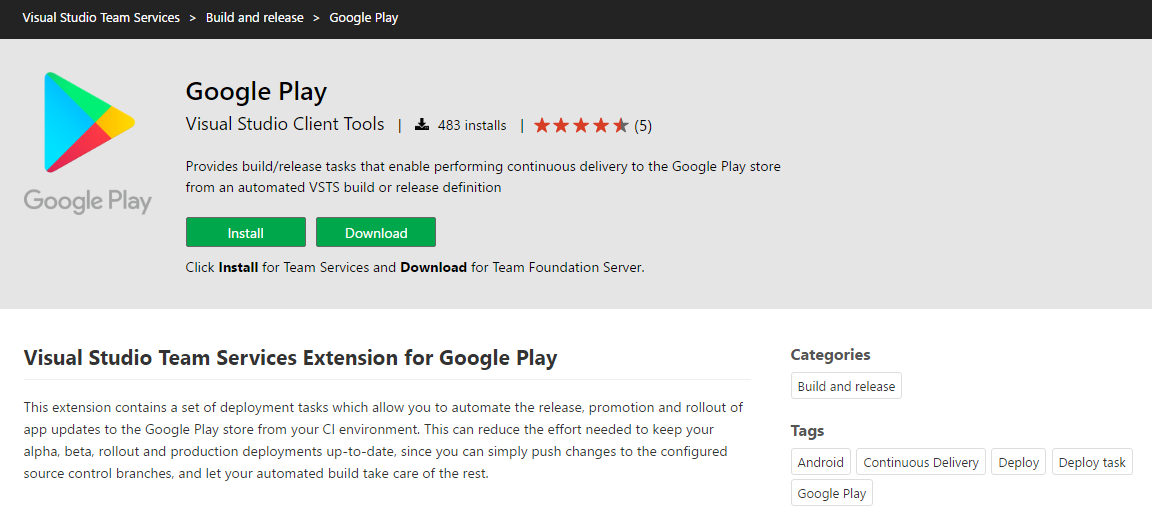 Visual Studio Team Services > Build and release > Google Play
Google Play
Google Play
Visual Studio Client Tools | 483 installs | (5)
Provides build/release tasks that enable performing continuous delivery to the Google Play store
from an automated VSTS build or release definition
Install Download
Click Install for Team Services and Download for Team Foundation Server.
Visual Studio Team Services Extension for Google Play
This extension contains a set of deployment tasks which allow you to automate the release, promotion and rollout of
app updates to the Google Play store from your CI environment. This can reduce the effort needed to keep your
alpha, beta, rollout and production deployments up-to-date, since you can simply push changes to the configured
source control branches, and let your automated build take care of the rest.
Categories
Build and release
Tags
Android Continuous Delivery Deploy Deploy task
Google Play